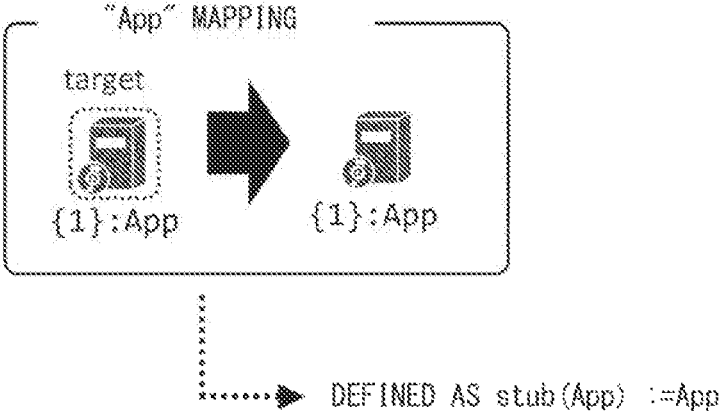 "App" MAPPING
target
{1}:App
{1}:App
DEFINED AS stub(App) :=App